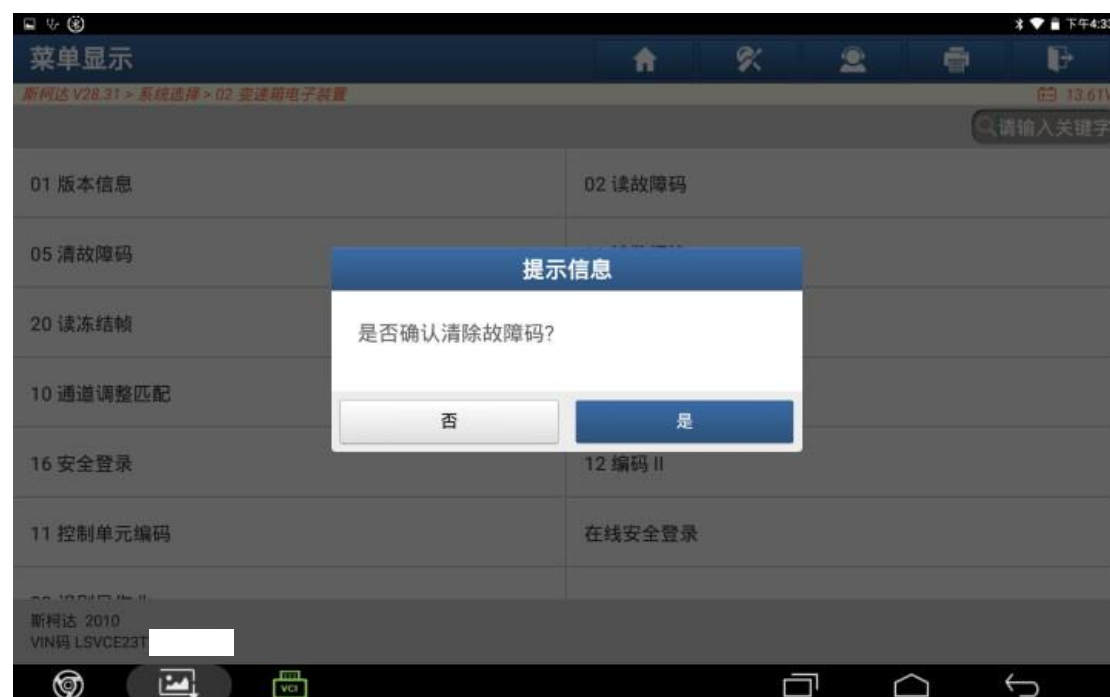 下午4:33
菜单显示
斯柯达 V28.31 > 系统选择 > 02 变速箱电子装置
13.61V
请输入关键字
01 版本信息
02 读故障码
05 清故障码
提示信息
20 读冻结帧
是否确认清除故障码?
10 通道调整匹配
否
是
16 安全登录
12 编码 II
11 控制单元编码
在线安全登录
斯柯达 2010
VIN码 LSVCE23T
VCI